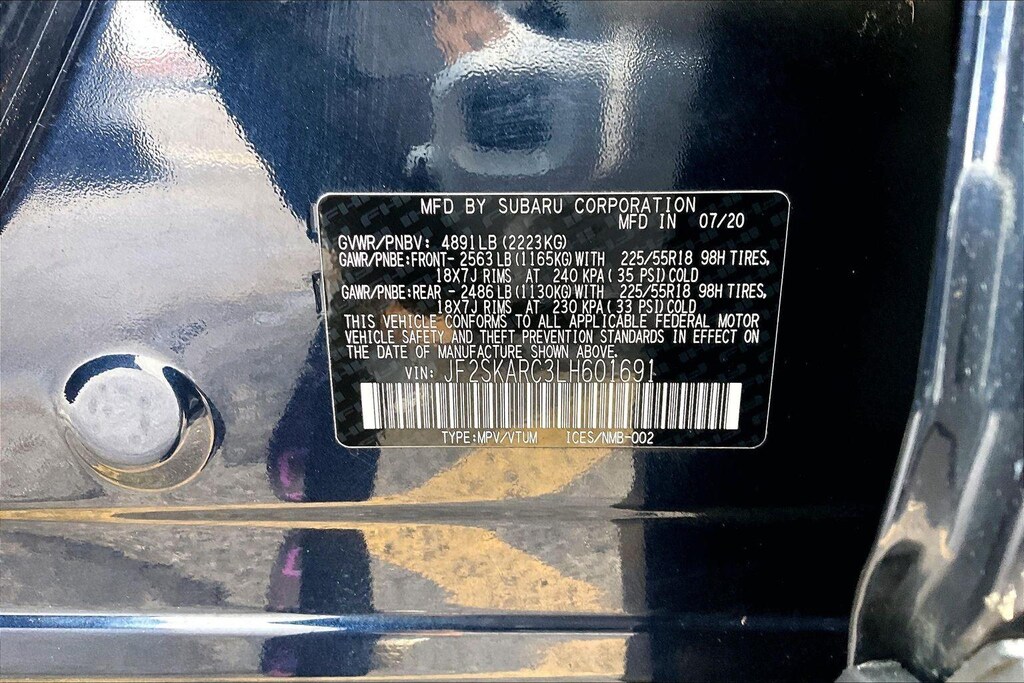 MFD BY SUBARU CORPORATION
MFD IN 07/20
GVWR/PNBV: 4891LB (2223KG)
GAWR/PNBE:FRONT- 2563 LB (1165KG) WITH 225/55R18 98H TIRES,
18X7J RIMS AT 240 KPA ( 35 PSI) COLD
GAWR/PNBE:REAR - 2486 LB (1130KG) WITH 225/55R18 98H TIRES,
18X7J RIMS AT 230 KPA ( 33 PSI) COLD
THIS VEHICLE CONFORMS TO ALL APPLICABLE FEDERAL MOTOR
VEHICLE SAFETY AND THEFT PREVENTION STANDARDS IN EFFECT ON
THE DATE OF MANUFACTURE SHOWN ABOVE.
VIN: JF2SKARC3LH601691
TYPE:MPV/VTUM ICES/NMB-002